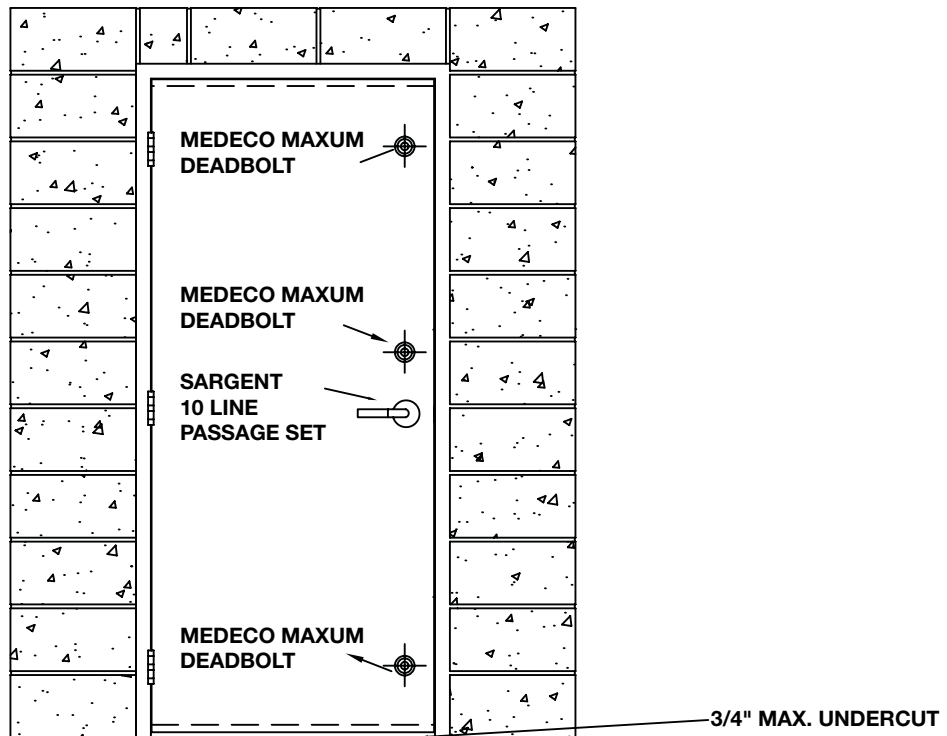 MEDECO MAXUM
DEADBOLT
MEDECO MAXUM
DEADBOLT
SARGENT
10 LINE
PASSAGE SET
MEDECO MAXUM
DEADBOLT
3/4" MAX. UNDERCUT